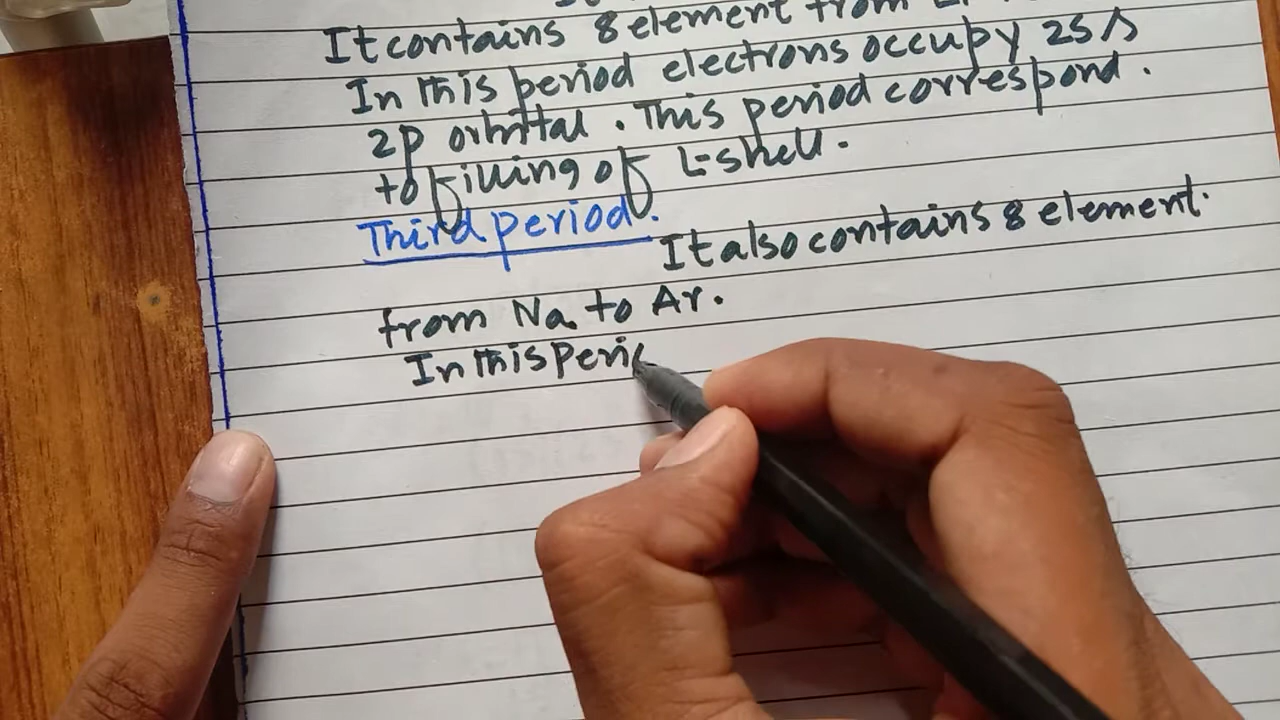 It contains 8 element from
In this period electrons occupy 2s &
2p orbital . This period correspond .
to filling of L-shell .
Third period .
It also contains 8 element .
from Na to Ar .
In this perio